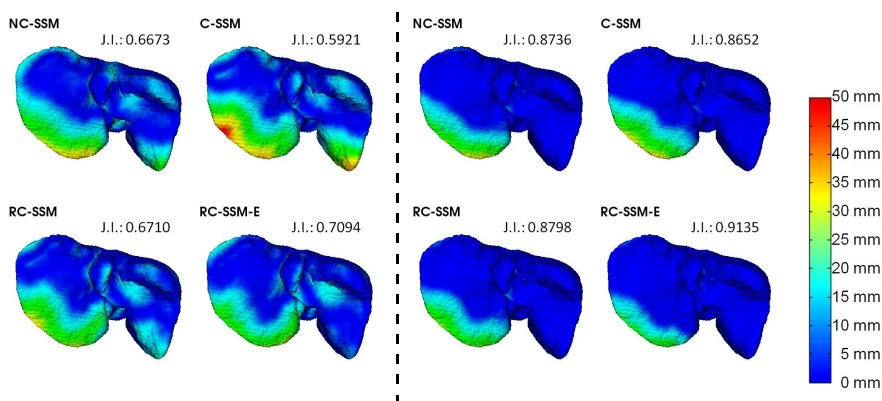 NC-SSM
J.I.: 0.6673
C-SSM
J.I.: 0.5921
NC-SSM
J.I.: 0.8736
C-SSM
J.I.: 0.8652
RC-SSM
J.I.: 0.6710
RC-SSM-E
J.I.: 0.7094
RC-SSM
J.I.: 0.8798
RC-SSM-E
J.I.: 0.9135
50 mm
45 mm
40 mm
35 mm
30 mm
25 mm
20 mm
15 mm
10 mm
5 mm
0 mm